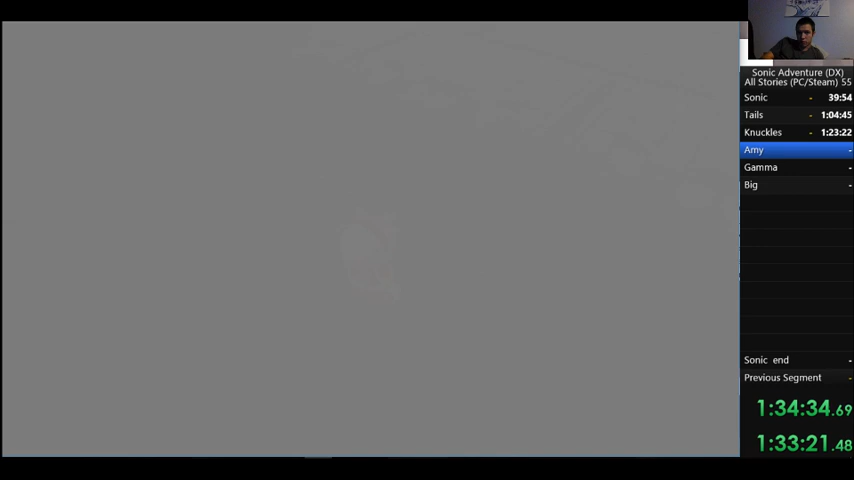 Sonic Adventure (DX)
All Stories (PC/Steam) 55
Sonic - 39:54
Tails - 1:04:45
Knuckles - 1:23:22
Amy -
Gamma -
Big -
Sonic end -
Previous Segment -
1:34:34.69
1:33:21.48